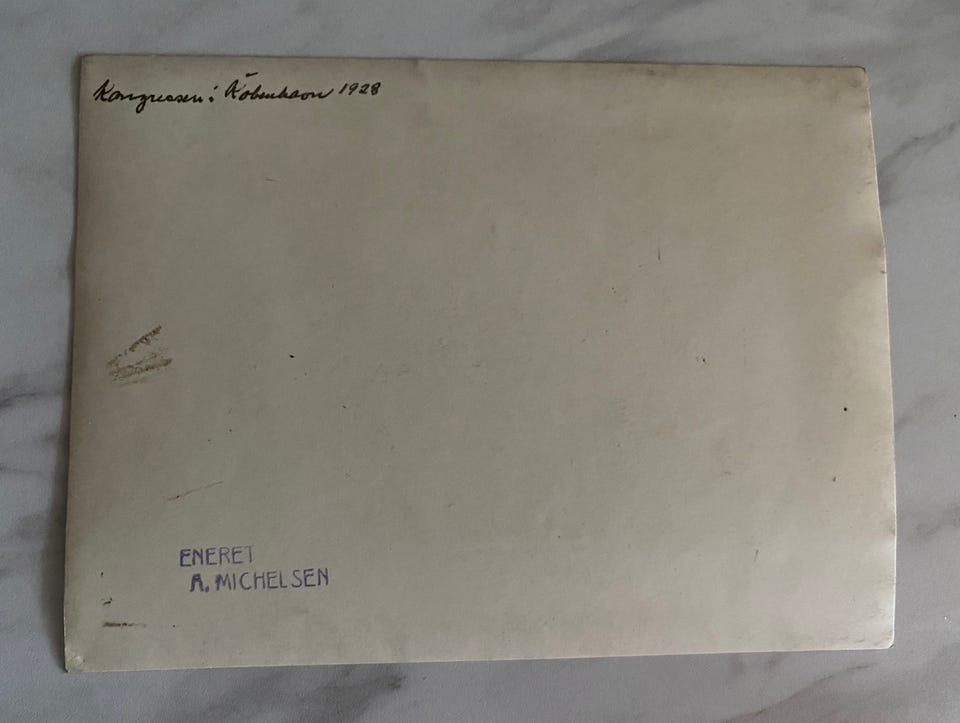 Kongressen i København 1928
ENERET
A. MICHELSEN